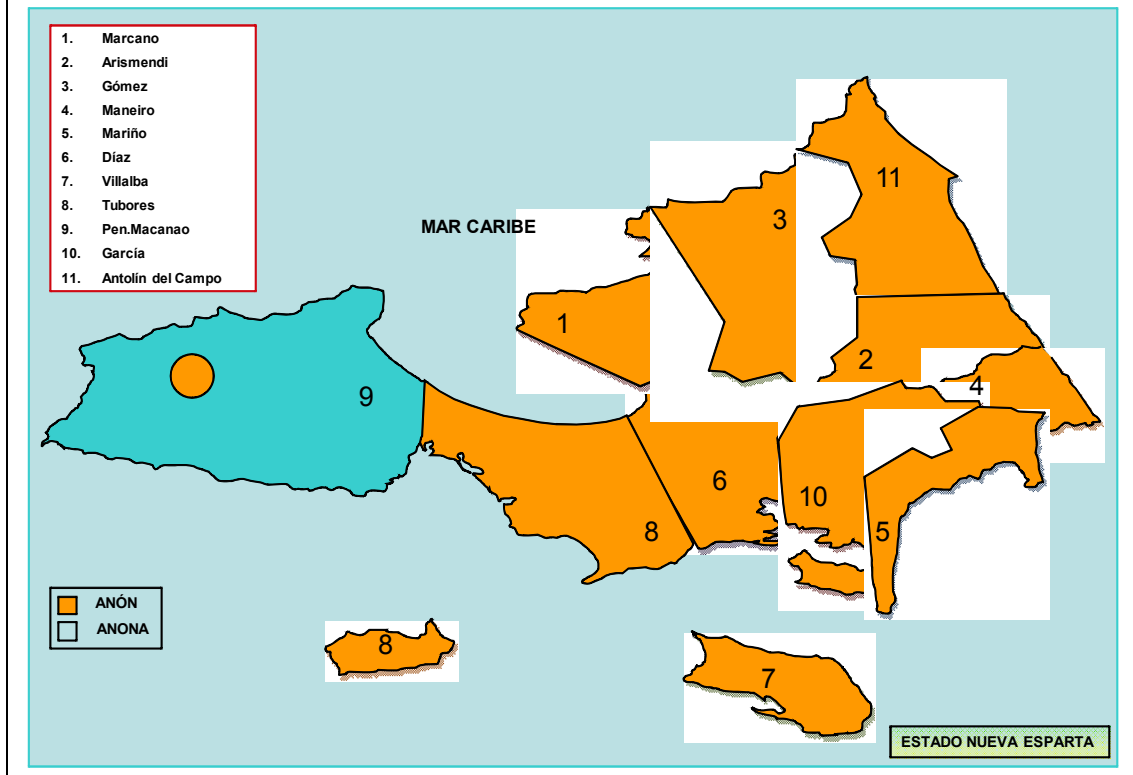 1. Marcano
2. Arismendi
3. Gómez
4. Maneiro
5. Mariño
6. Díaz
7. Villalba
8. Tubores
9. Pen.Macanao
10. García
11. Antolín del Campo
11
3
MAR CARIBE
1
2
4
9
6
10
8
5
ANÓN
ANONA
8
7
ESTADO NUEVA ESPARTA